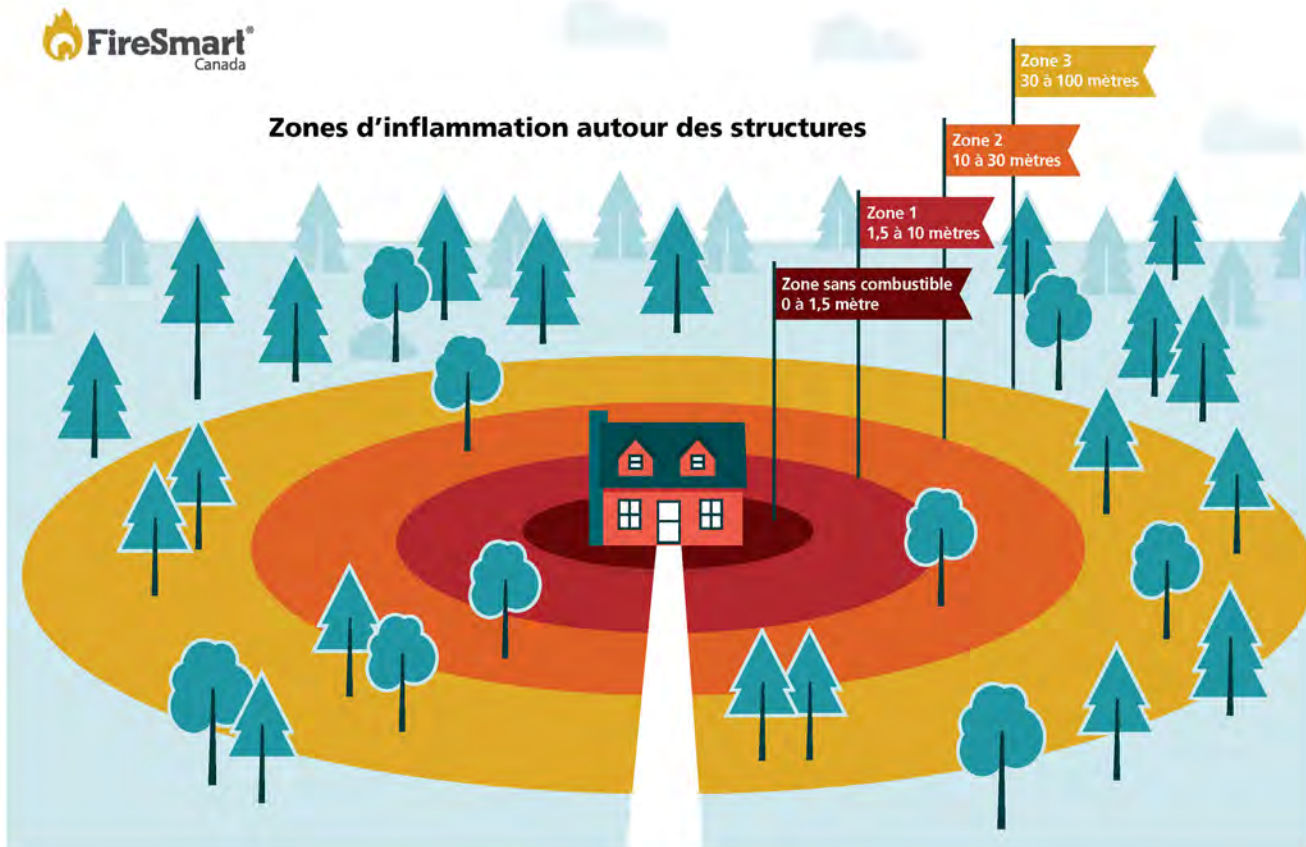 FireSmart®
Canada
Zones d'inflammation autour des structures
Zone 3
30 à 100 mètres
Zone 2
10 à 30 mètres
Zone 1
1,5 à 10 mètres
Zone sans combustible
0 à 1,5 mètre